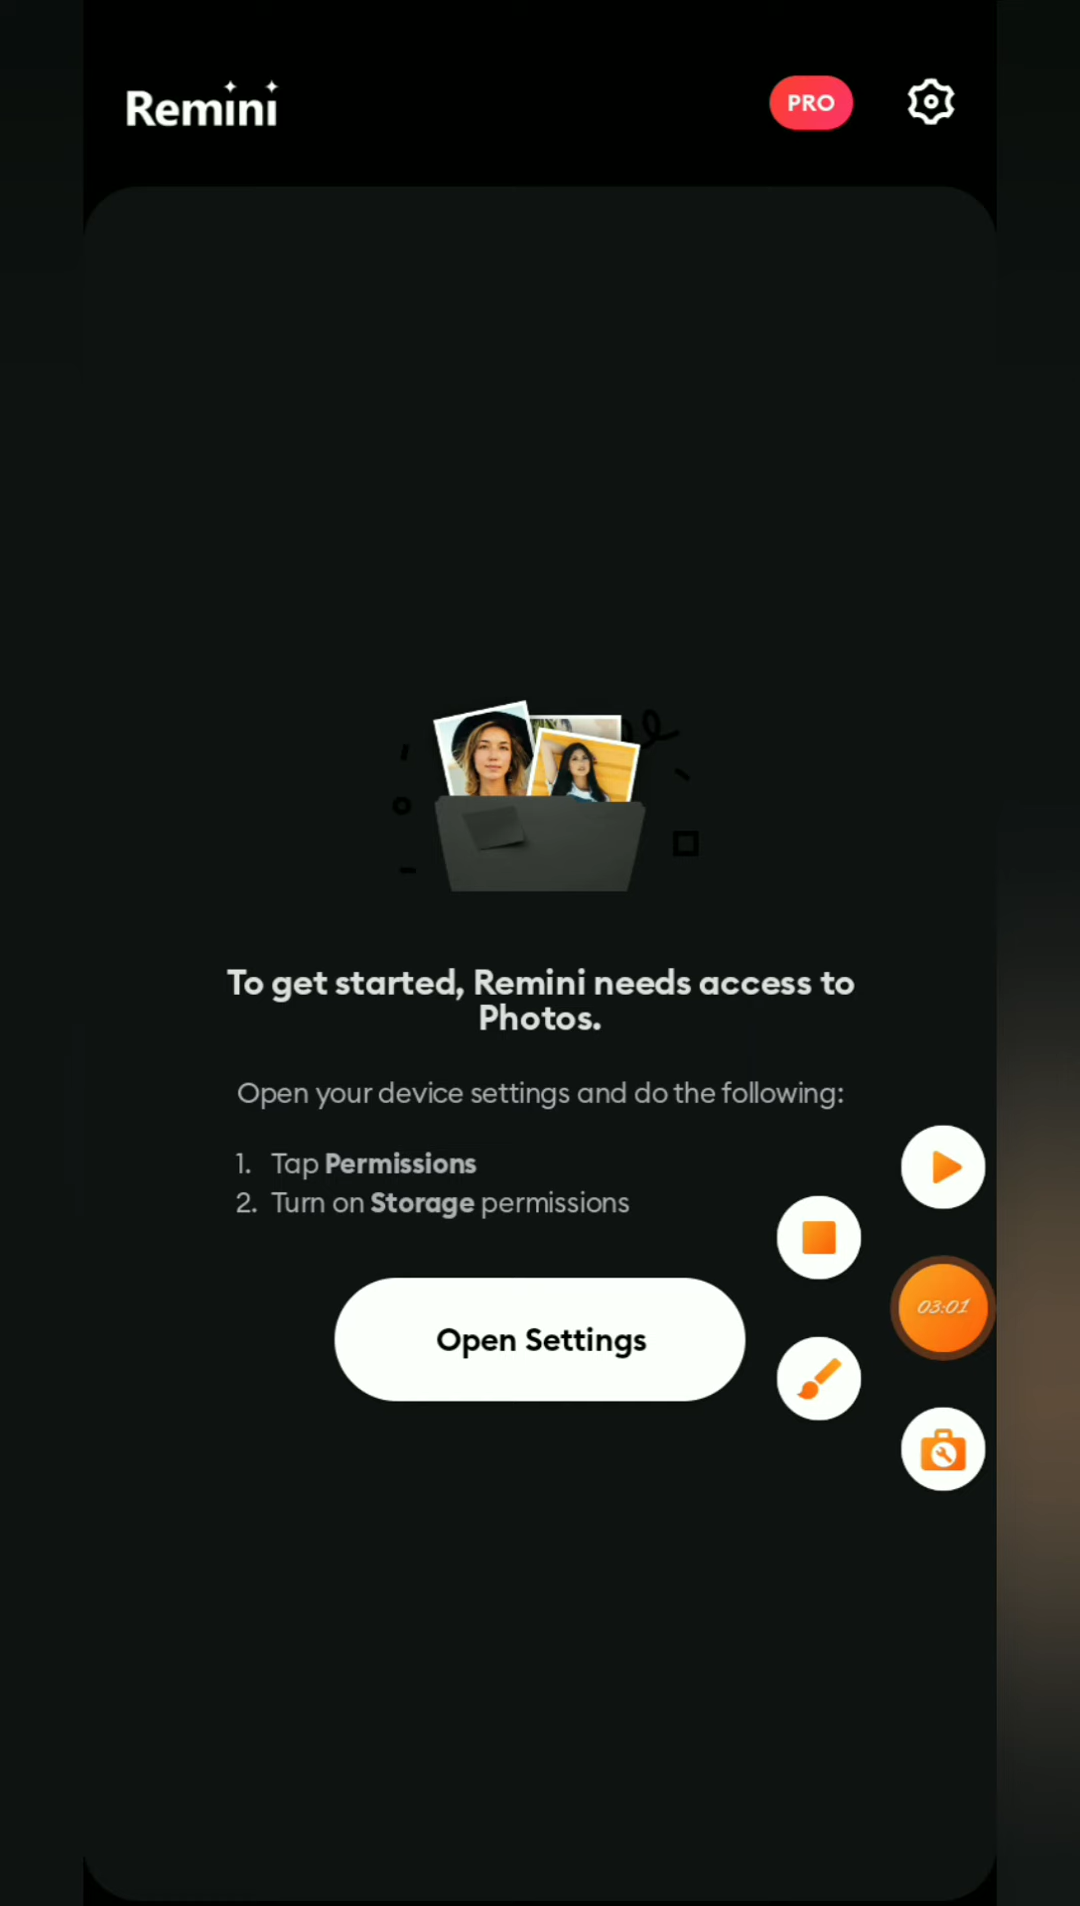 Remini
PRO
To get started, Remini needs access to
Photos.
Open your device settings and do the following:
1. Tap Permissions
2. Turn on Storage permissions
03:01
Open Settings